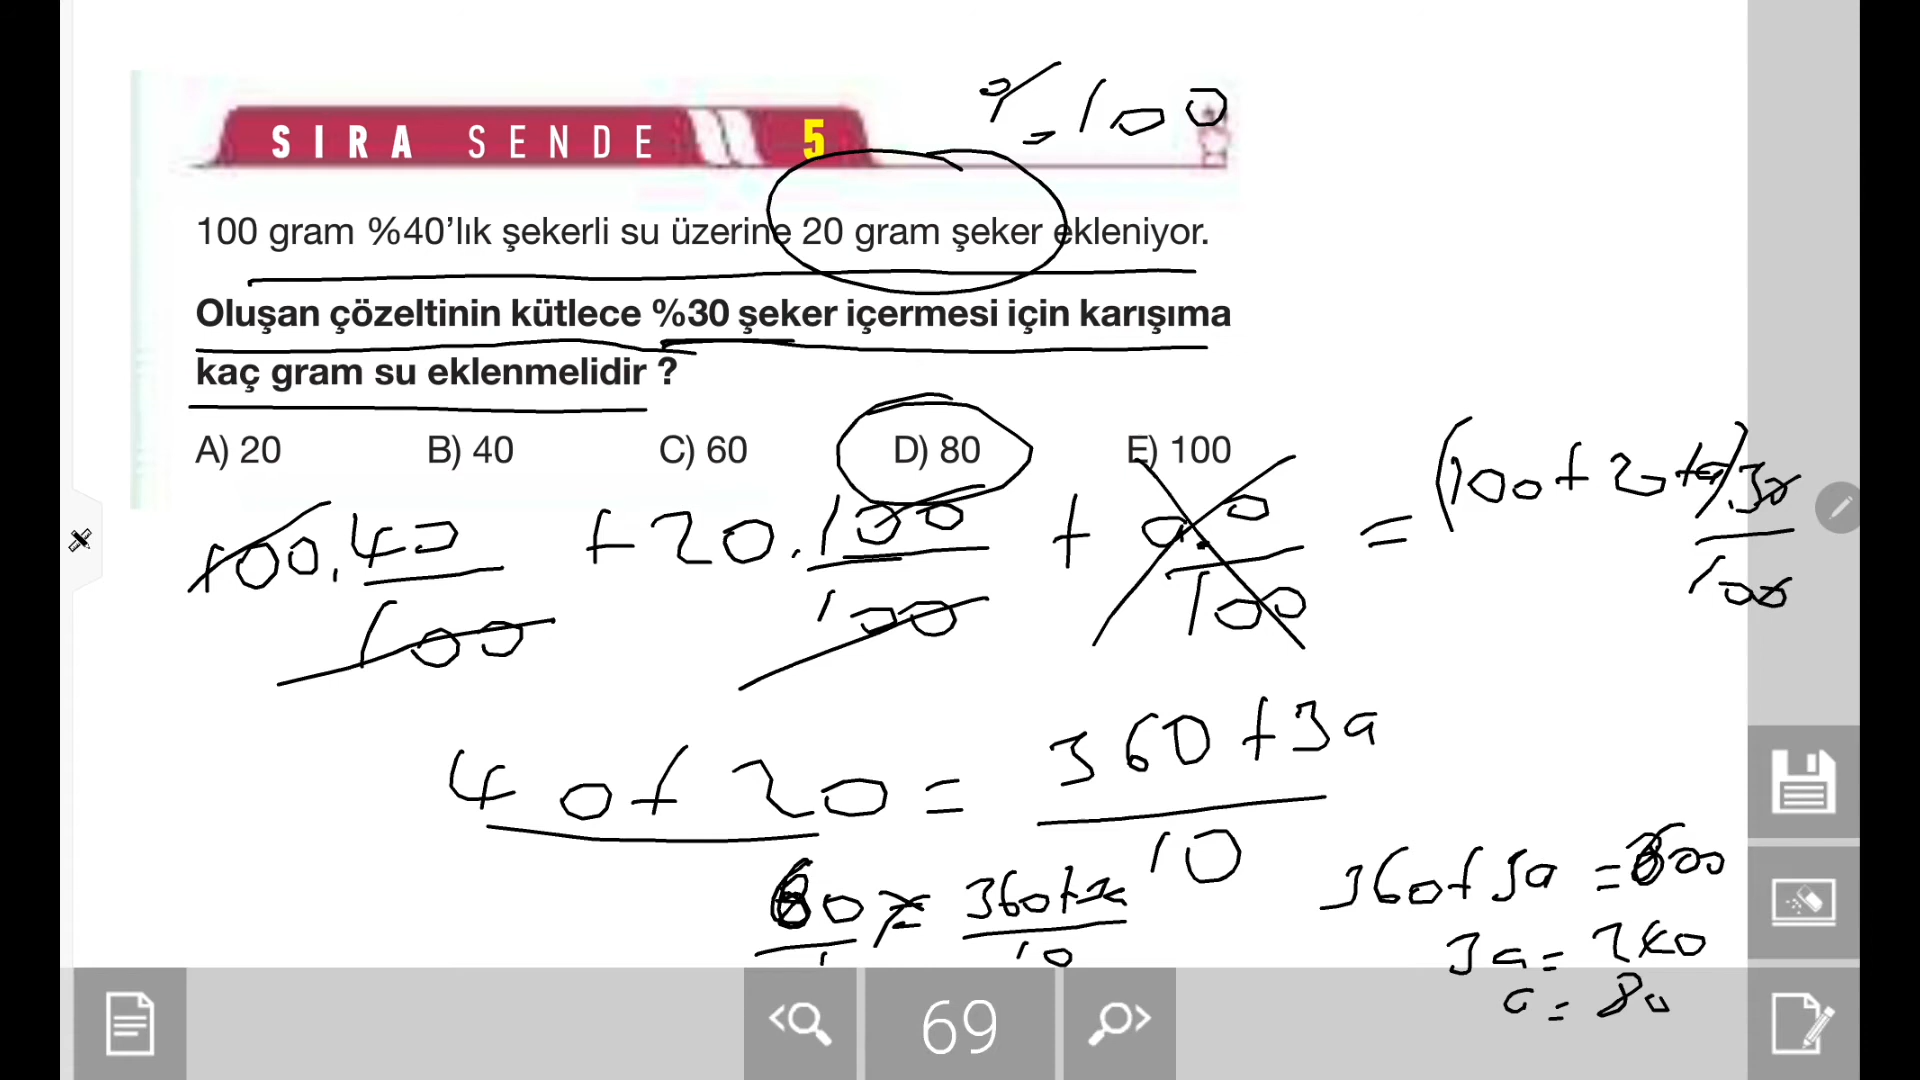 % = 100
SIRA SENDE 5
100 gram %40'lık şekerli su üzerine 20 gram şeker ekleniyor.
Oluşan çözeltinin kütlece %30 şeker içermesi için karışıma
kaç gram su eklenmelidir ?
A) 20 B) 40 C) 60 D) 80 E) 100
100 . 40/100 + 20 . 100/100 + a . 0/100 = (100 + 20 + a) . 30/100
40 + 20 = 360 + 3a/10
60/1 = 360 + 3a/10
360 + 3a = 600
3a = 240
a = 80
69